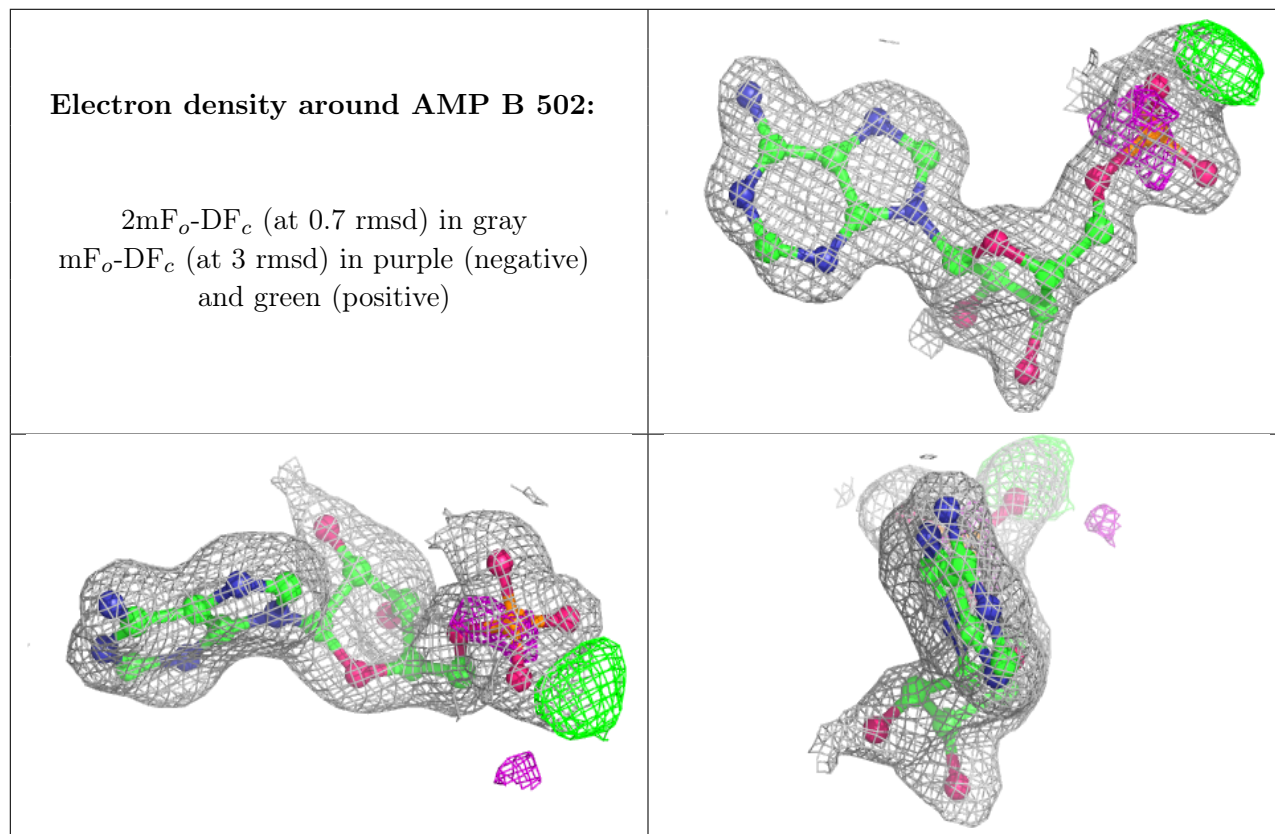 Electron density around AMP B 502:
2mFo-DFc (at 0.7 rmsd) in gray
mFo-DFc (at 3 rmsd) in purple (negative)
and green (positive)